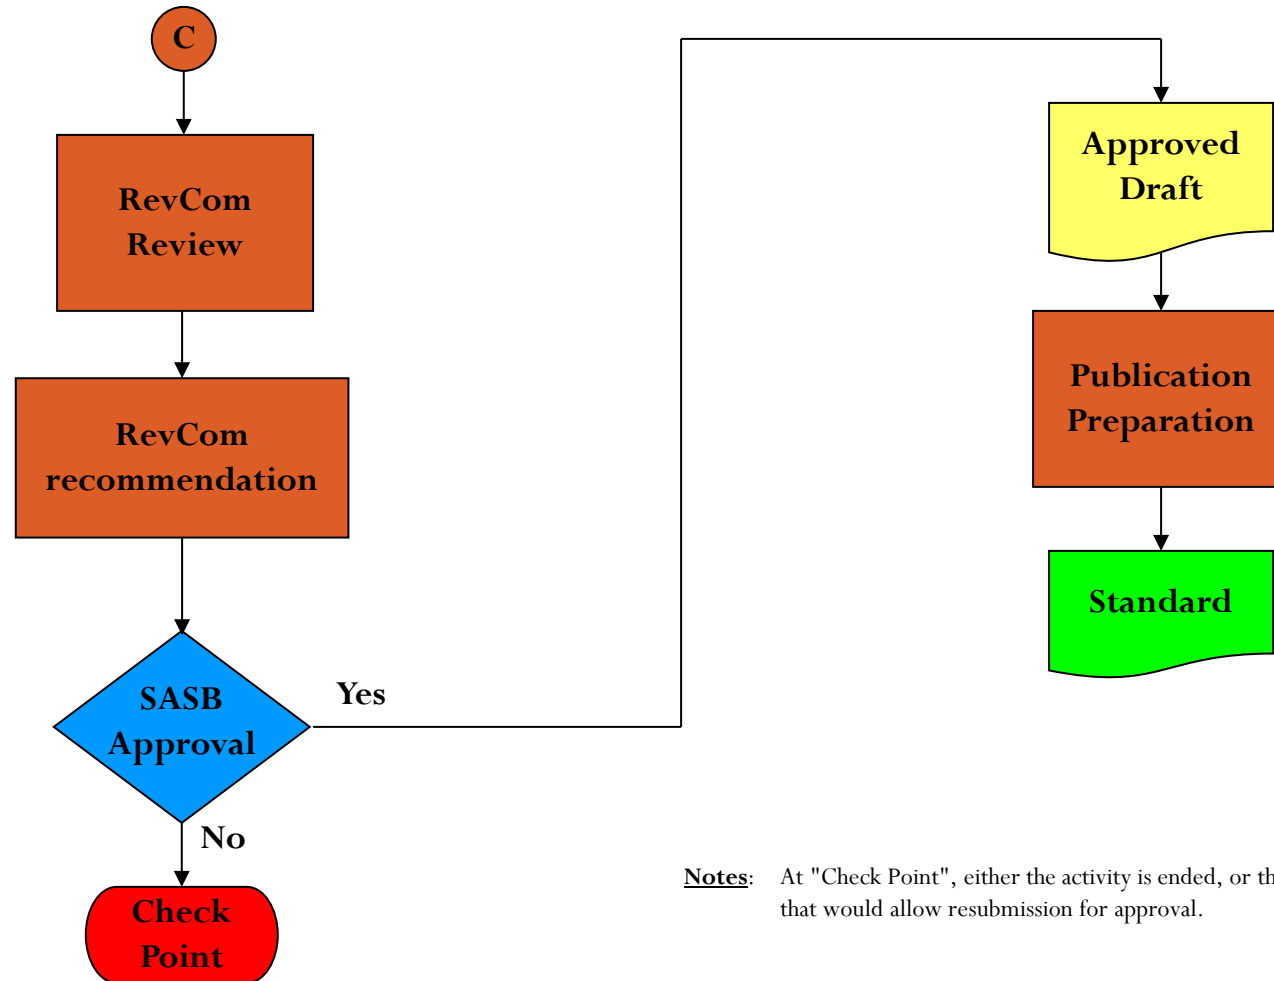 C
RevCom
Review
RevCom
recommendation
SASB
Approval
Yes
No
Check
Point
Approved
Draft
Publication
Preparation
Standard
Notes: At "Check Point", either the activity is ended, or
that would allow resubmission for approval.